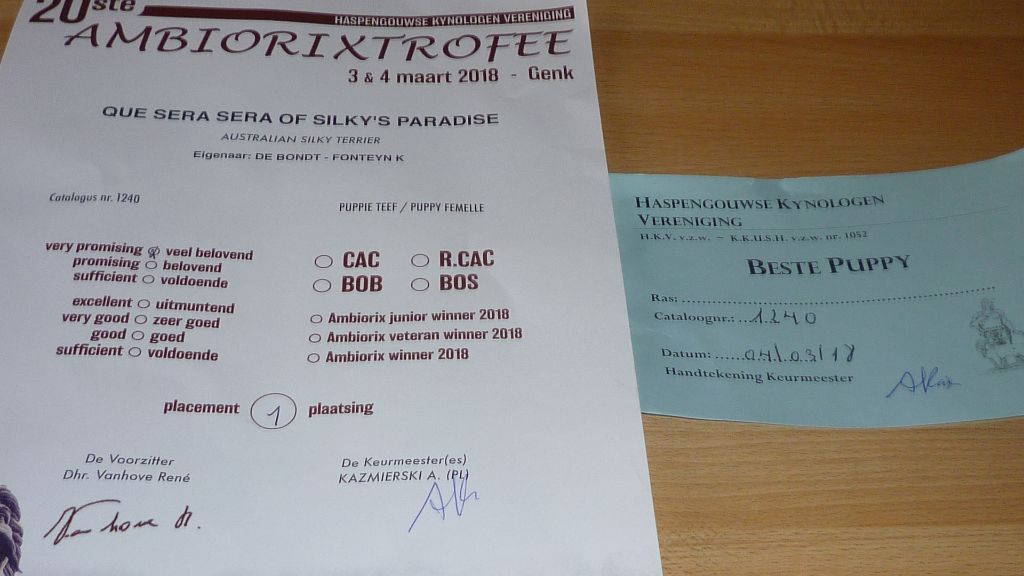 20ste
HASPENGOUWSE KYNOLOGEN VERENIGING
AMBIORIXTROFEE
3 & 4 maart 2018 - Genk
QUE SERA SERA OF SILKY'S PARADISE
AUSTRALIAN SILKY TERRIER
Eigenaar: DE BONDT - FONTEYN K
Catalogus nr. 1240
PUPPIE TEEF / PUPPY FEMELLE
very promising veel belovend
promising belovend
sufficient voldoende
excellent uitmuntend
very good zeer goed
good goed
sufficient voldoende
CAC R.CAC
BOB BOS
Ambiorix junior winner 2018
Ambiorix veteran winner 2018
Ambiorix winner 2018
placement 1 plaatsing
De Voorzitter
Dhr. Vanhove René
Vanhove R.
De Keurmeester(es)
KAZMIERSKI A. (PL)
HASPENGOUWSE KYNOLOGEN
VERENIGING
H.K.V. v.z.w. - K.K.U.S.H. v.z.w. nr. 1052
BESTE PUPPY
Ras:
Cataloognr.: 1240
Datum: 04/03/18
Handtekening Keurmeester